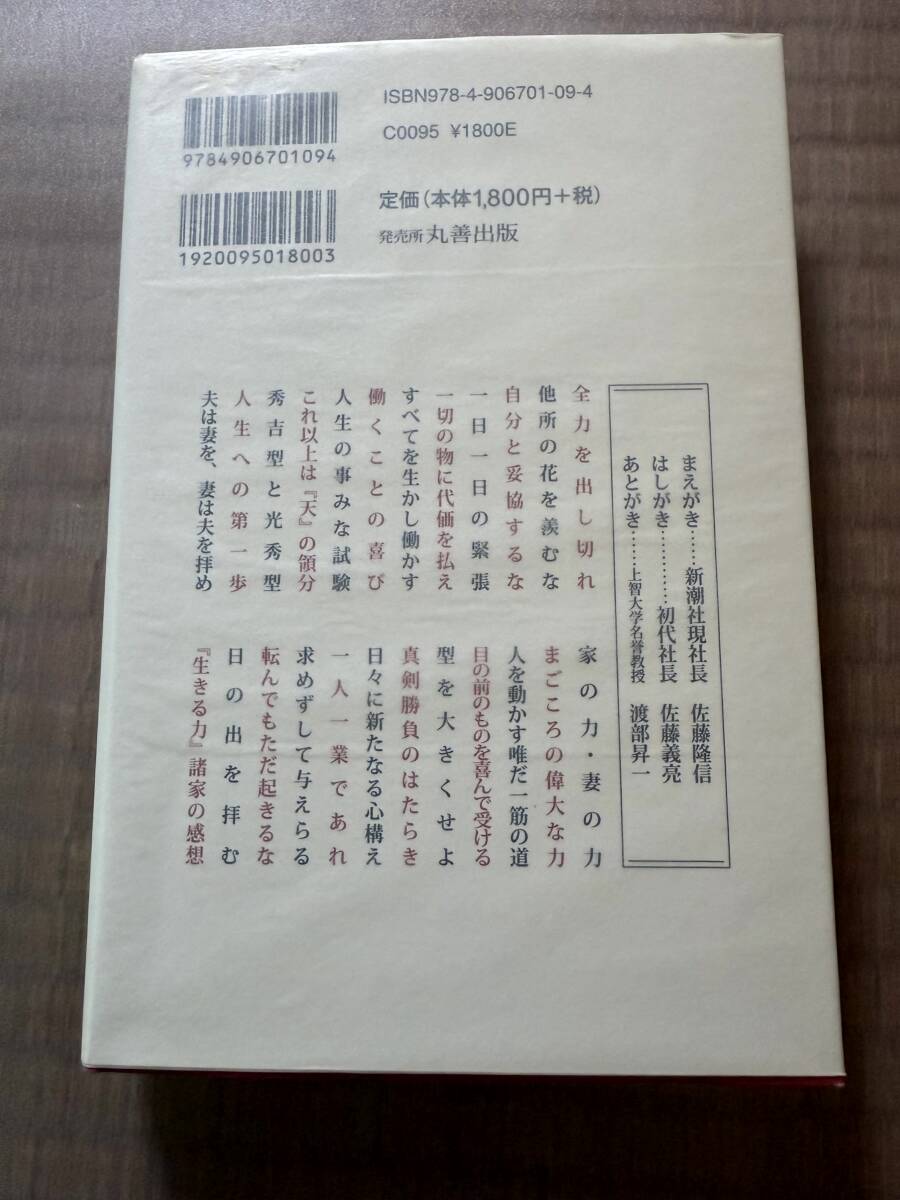 ISBN978-4-906701-09-4
C0095 ¥1800E
9784906701094
定価（本体1,800円+税）
発売所 丸善出版
1920095018003
まえがき……新潮社現社長 佐藤隆信
はしがき…………初代社長 佐藤義亮
あとがき……上智大学名誉教授 渡部昇一
全力を出し切れ
他所の花を羨むな
自分と妥協するな
一日一日の緊張
一切の物に代価を払え
すべてを生かし働かす
働くことの喜び
人生の事みな試験
これ以上は『天』の領分
秀吉型と光秀型
人生への第一歩
夫は妻を、妻は夫を拝め
家の力・妻の力
まごころの偉大な力
人を動かす唯だ一筋の道
目の前のものを喜んで受ける
型を大きくせよ
真剣勝負のはたらき
日々に新たなる心構え
一人一業であれ
求めずして与えらる
転んでもただ起きるな
日の出を拝む
『生きる力』諸家の感想